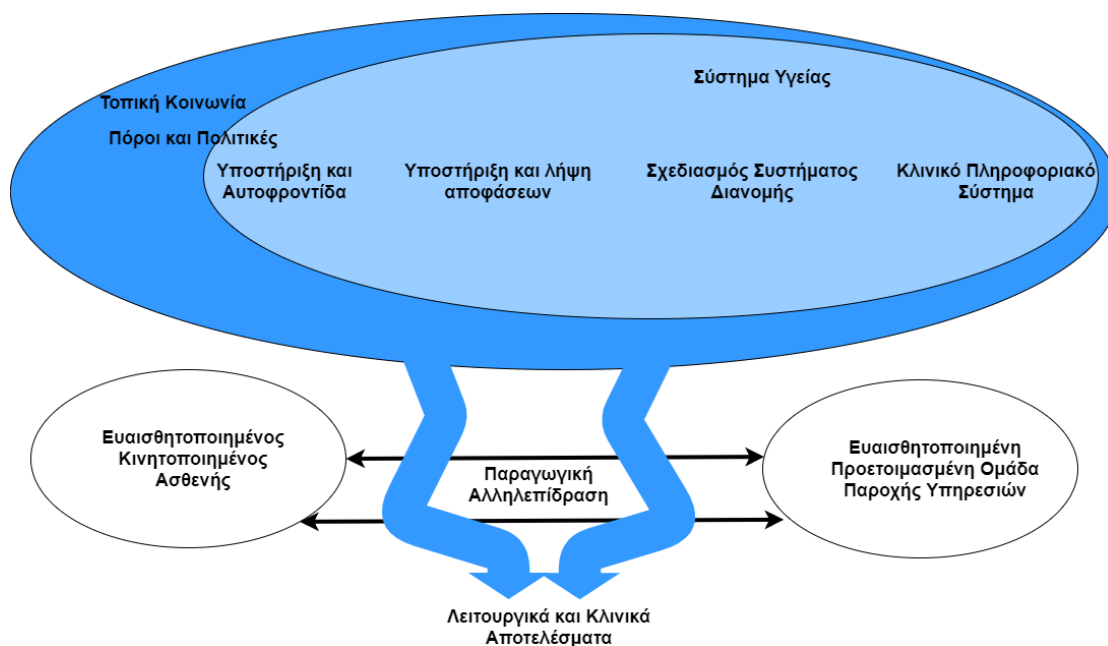 Σύστημα Υγείας
Τοπική Κοινωνία
Πόροι και Πολιτικές
Υποστήριξη και
Αυτοφροντίδα
Υποστήριξη και λήψη
αποφάσεων
Σχεδιασμός Συστήματος
Διανομής
Κλινικό Πληροφοριακό
Σύστημα
Ευαισθητοποιημένος
Κινητοποιημένος
Ασθενής
Παραγωγική
Αλληλεπίδραση
Ευαισθητοποιημένη
Προετοιμασμένη Ομάδα
Παροχής Υπηρεσιών
Λειτουργικά και Κλινικά
Αποτελέσματα